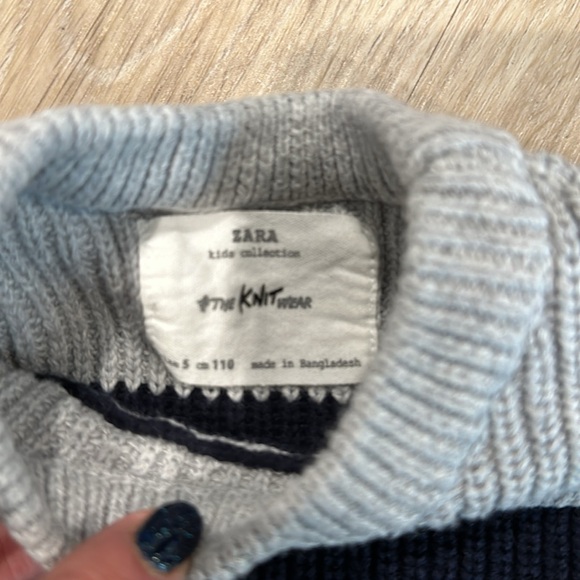 ZARA
kids collection
#THE KNIT WEAR
5 cm 110 made in Bangladesh